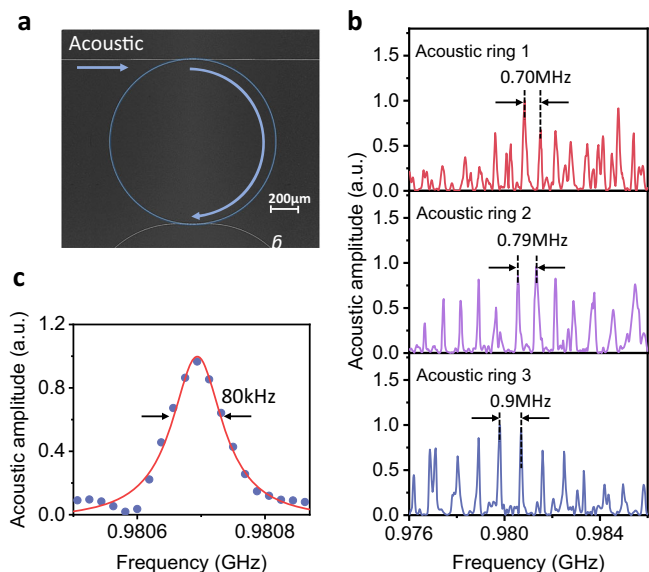 a
Acoustic
200μm
6
b
Acoustic amplitude (a.u.)
Acoustic ring 1
0.70MHz
1.5
1.0
0.5
0.0
Acoustic ring 2
0.79MHz
1.5
1.0
0.5
0.0
Acoustic ring 3
0.9MHz
1.5
1.0
0.5
0.0
0.976
0.980
0.984
Frequency (GHz)
c
Acoustic amplitude (a.u.)
1.2
0.8
0.4
0.0
80kHz
0.9806
0.9808
Frequency (GHz)